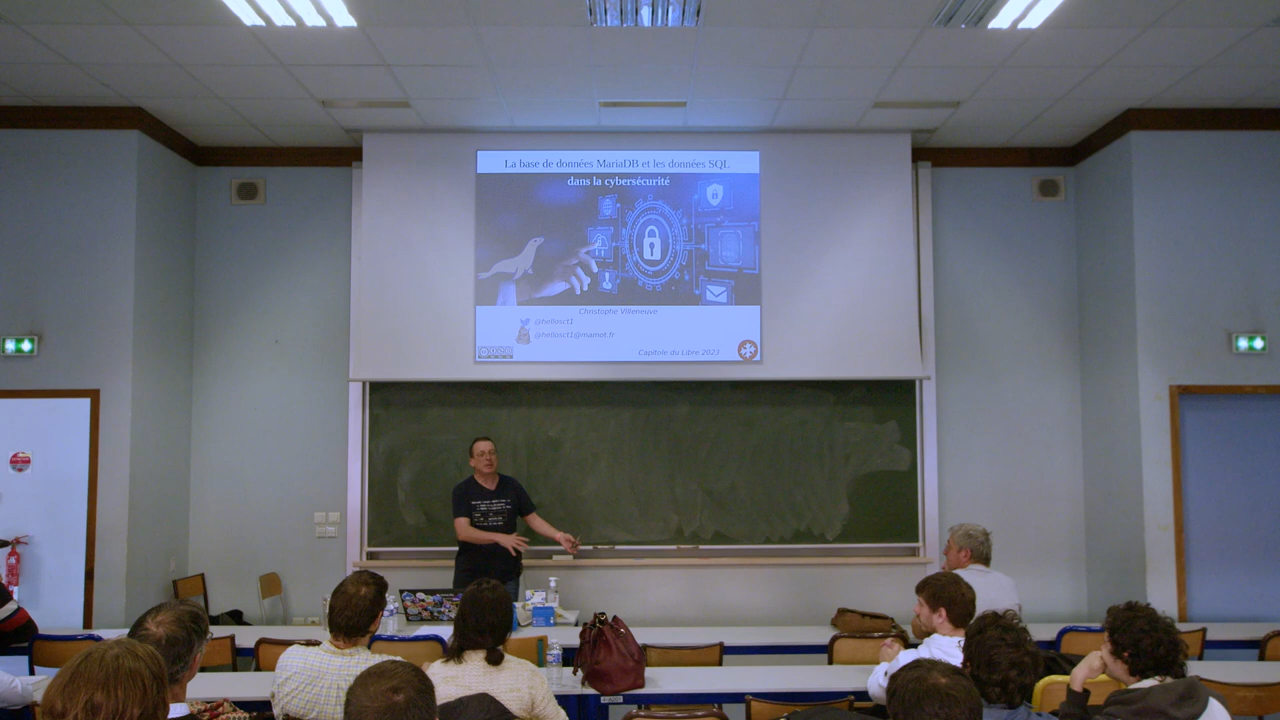 La base de données MariaDB et les données SQL
dans la cybersécurité
Christophe Villeneuve
@hellosct1
@hellosct1@mamot.fr
Capitole du Libre 2023